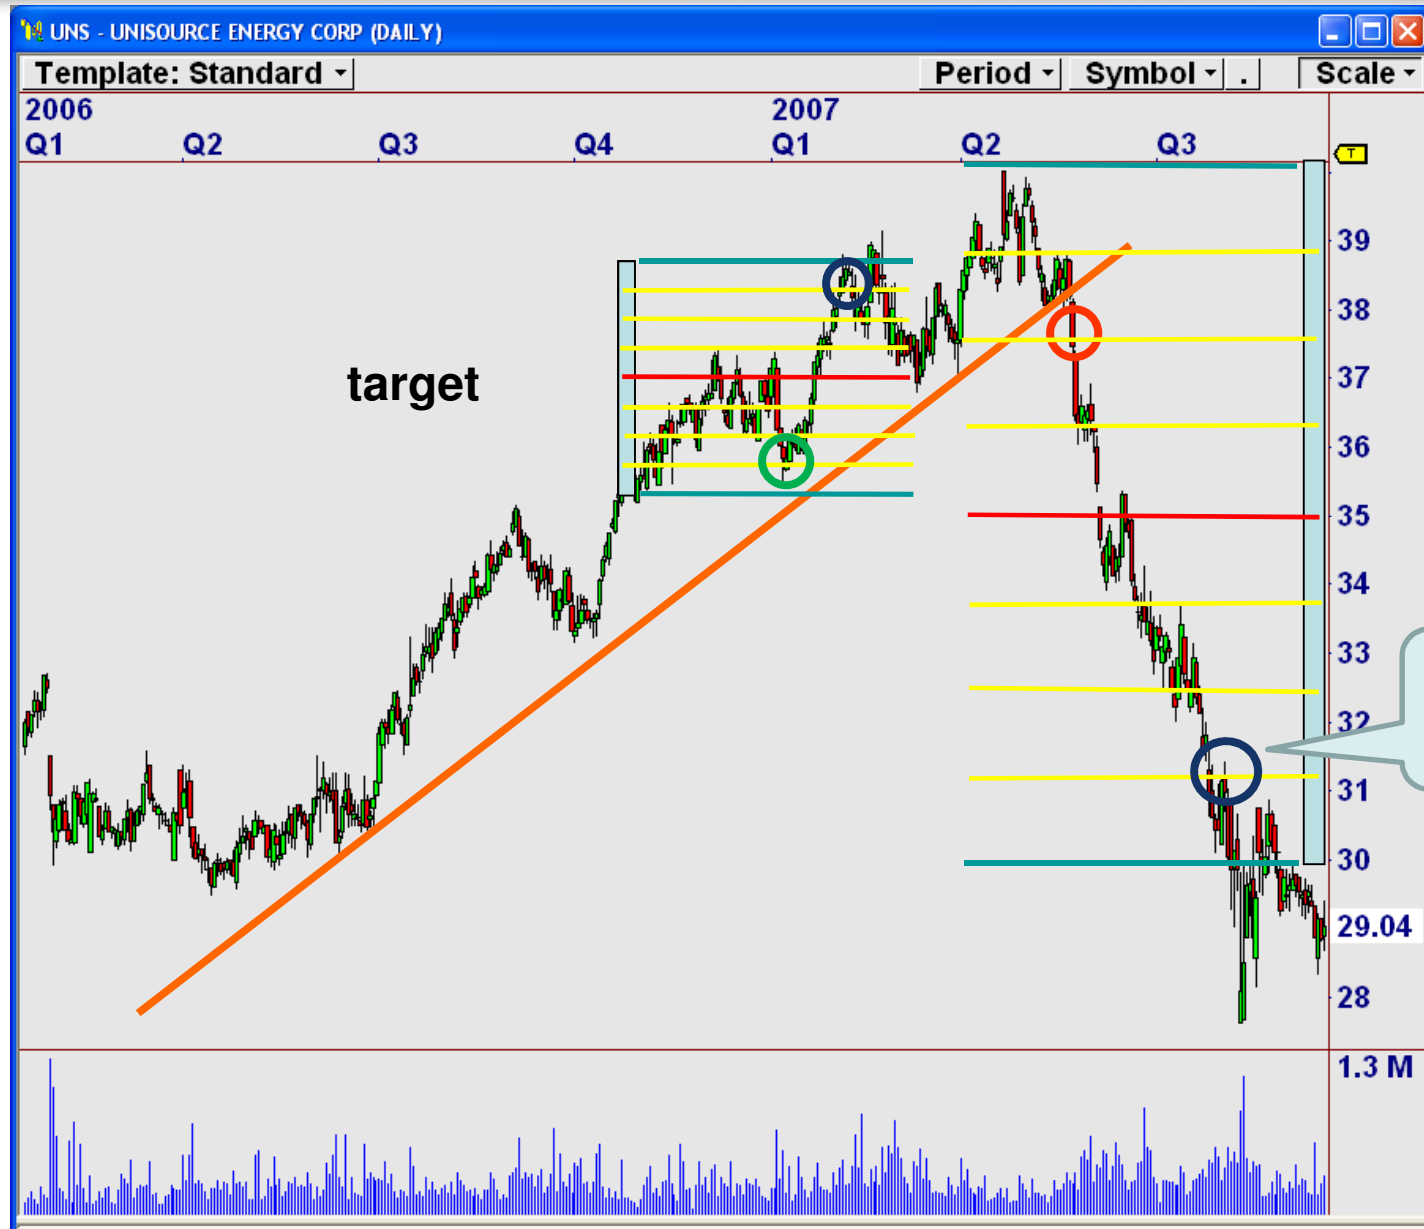 UNS - UNISOURCE ENERGY CORP (DAILY)
Template: Standard
Period
Symbol
.
Scale
2006
2007
Q1
Q2
Q3
Q4
Q1
Q2
Q3
T
39
38
target
37
36
35
34
33
32
31
30
29.04
28
1.3 M